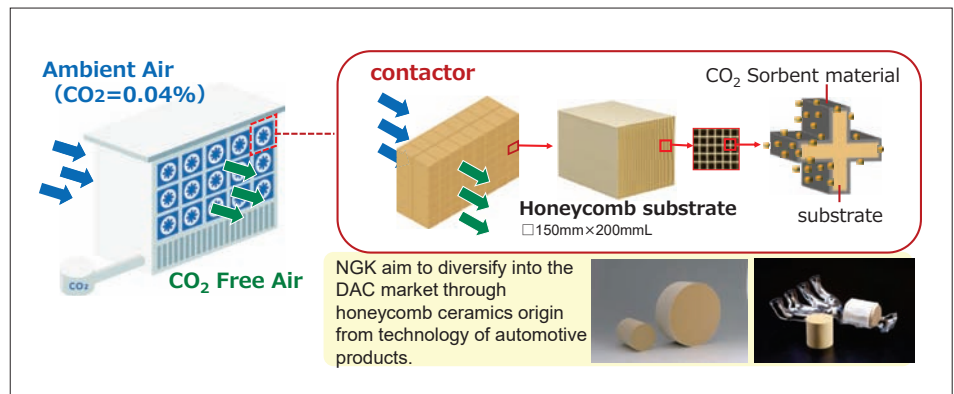 Ambient Air
（CO2=0.04%）
CO₂ Free Air
CO₂
contactor
CO₂ Sorbent material
substrate
Honeycomb substrate
□150mm×200mmL
NGK aim to diversify into the
DAC market through
honeycomb ceramics origin
from technology of automotive
products.